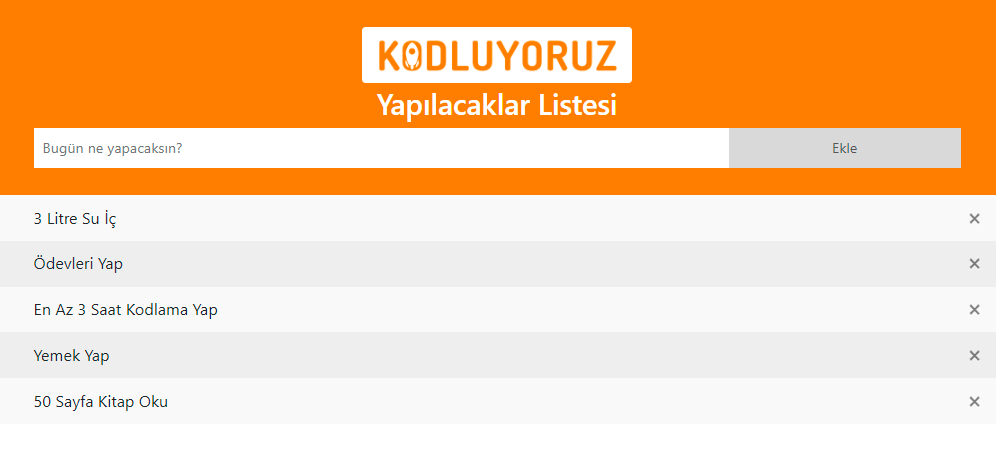 KODLUYORUZ
Yapılacaklar Listesi
Bugün ne yapacaksın?
Ekle
3 Litre Su İç
×
Ödevleri Yap
×
En Az 3 Saat Kodlama Yap
×
Yemek Yap
×
50 Sayfa Kitap Oku
×